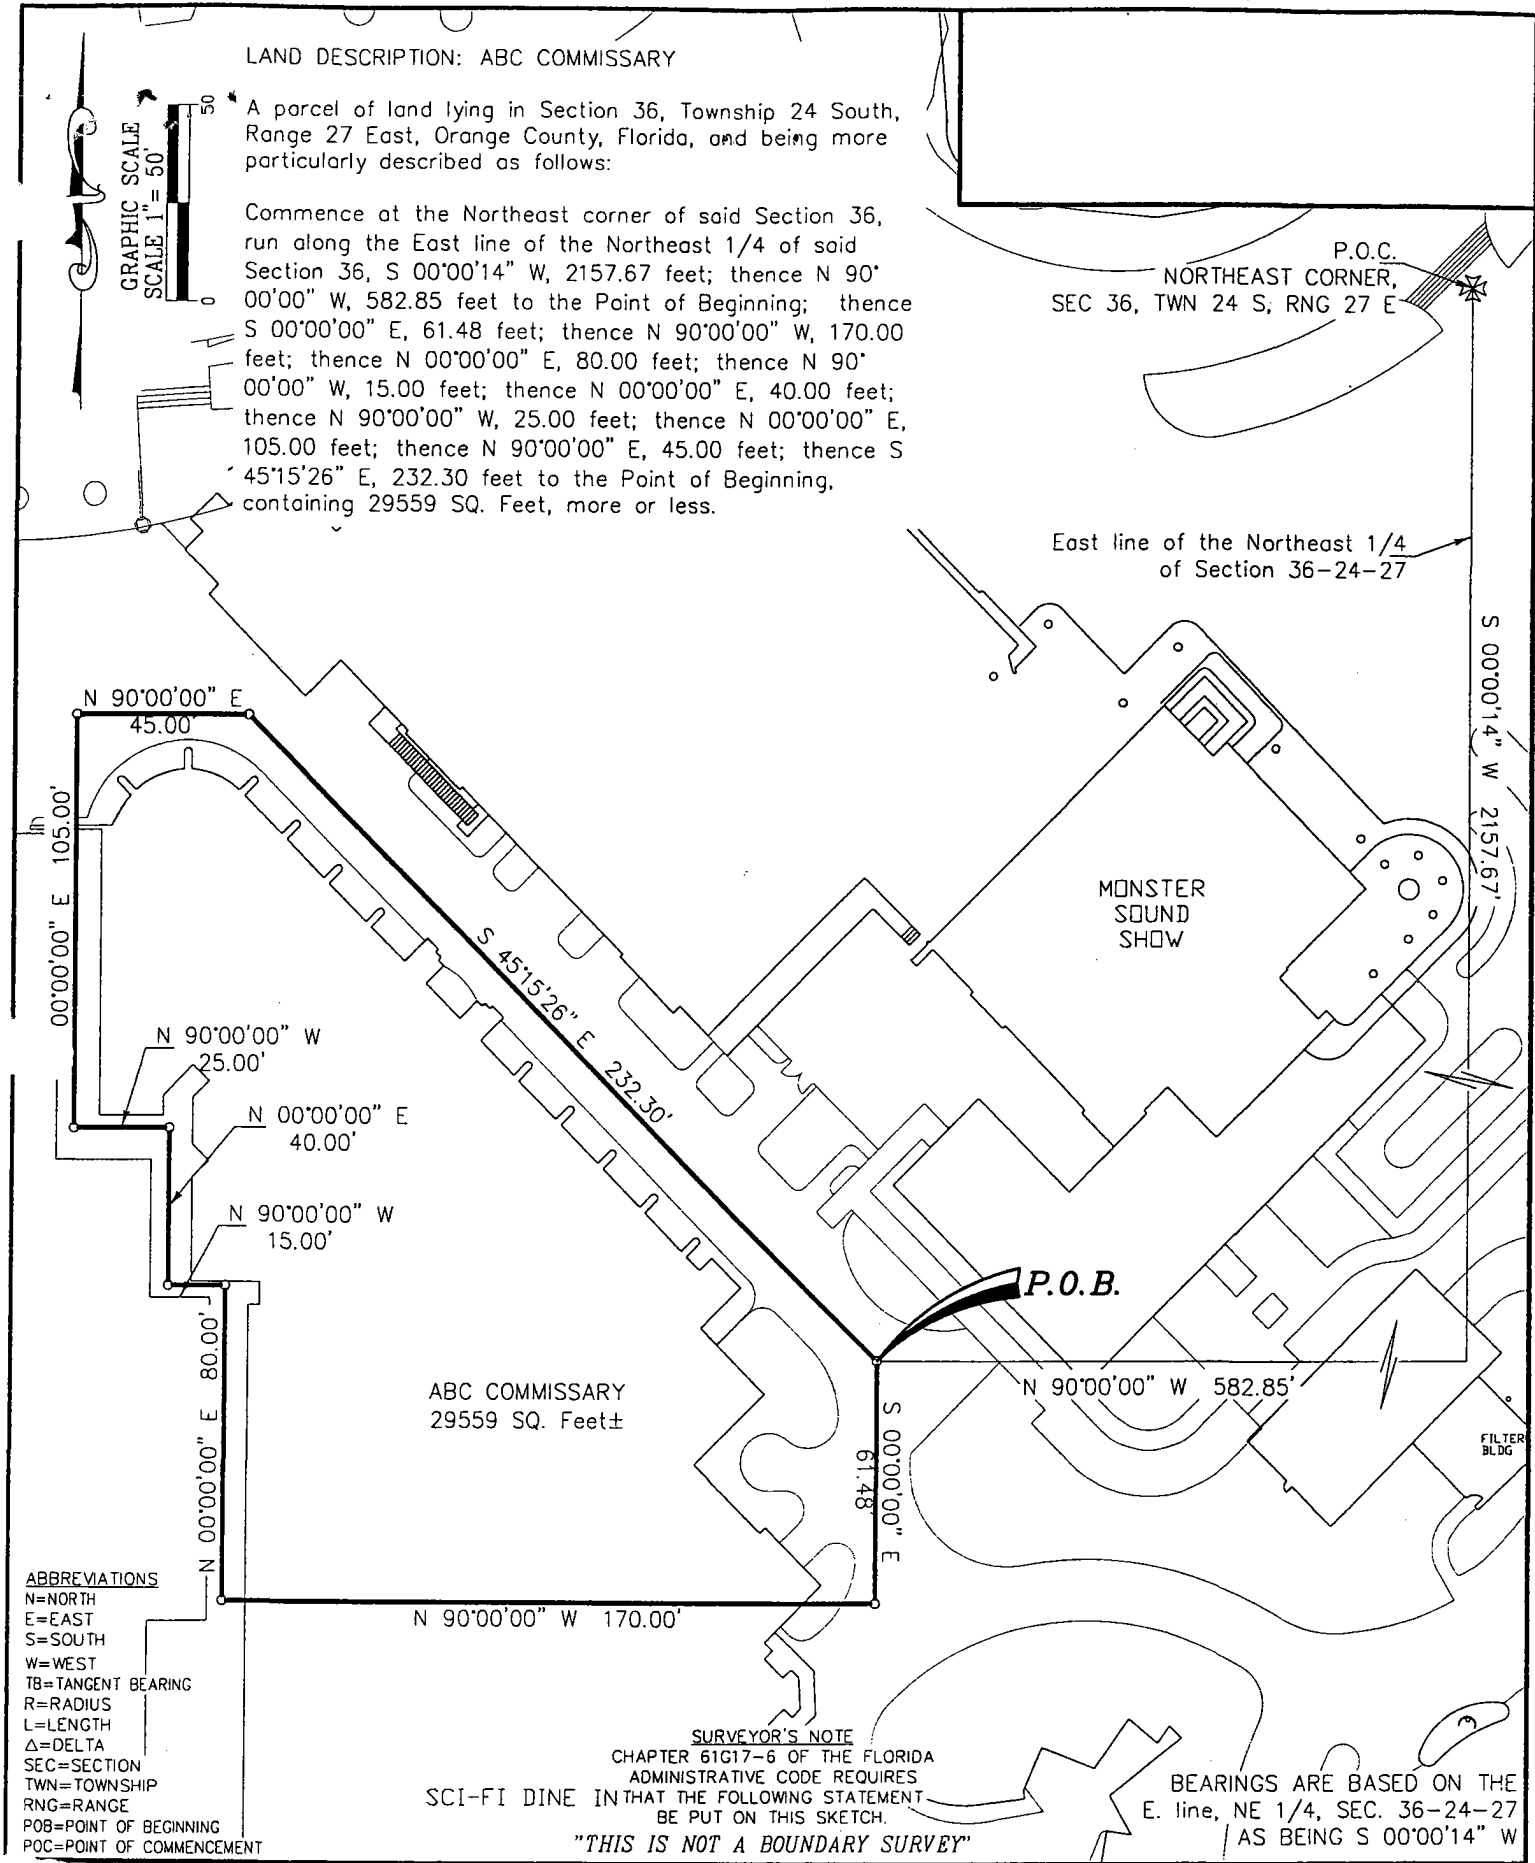 LAND DESCRIPTION: ABC COMMISSARY
A parcel of land lying in Section 36, Township 24 South,
Range 27 East, Orange County, Florida, and being more
particularly described as follows:
Commence at the Northeast corner of said Section 36,
run along the East line of the Northeast 1/4 of said
Section 36, S 00°00'14" W, 2157.67 feet; thence N 90°
00'00" W, 582.85 feet to the Point of Beginning; thence
S 00°00'00" E, 61.48 feet; thence N 90°00'00" W, 170.00
feet; thence N 00°00'00" E, 80.00 feet; thence N 90°
00'00" W, 15.00 feet; thence N 00°00'00" E, 40.00 feet;
thence N 90°00'00" W, 25.00 feet; thence N 00°00'00" E,
105.00 feet; thence N 90°00'00" E, 45.00 feet; thence S
45°15'26" E, 232.30 feet to the Point of Beginning,
containing 29559 SQ. Feet, more or less.
GRAPHIC SCALE
SCALE 1" = 50'
0
50
P.O.C.
NORTHEAST CORNER,
SEC 36, TWN 24 S, RNG 27 E
East line of the Northeast 1/4
of Section 36-24-27
S 00°00'14" W 2157.67'
N 90°00'00" E
45.00'
00°00'00" E 105.00'
S 45°15'26" E 232.30'
MONSTER
SOUND
SHOW
N 90°00'00" W
25.00'
N 00°00'00" E
40.00'
N 90°00'00" W
15.00'
P.O.B.
N 00°00'00" E 80.00'
ABC COMMISSARY
29559 SQ. Feet±
N 90°00'00" W 582.85'
S 00°00'00" E
61.48'
FILTER
BLDG
N 90°00'00" W 170.00'
ABBREVIATIONS
N=NORTH
E=EAST
S=SOUTH
W=WEST
TB=TANGENT BEARING
R=RADIUS
L=LENGTH
Δ=DELTA
SEC=SECTION
TWN=TOWNSHIP
RNG=RANGE
POB=POINT OF BEGINNING
POC=POINT OF COMMENCEMENT
SCI-FI DINE IN
SURVEYOR'S NOTE
CHAPTER 61G17-6 OF THE FLORIDA
ADMINISTRATIVE CODE REQUIRES
THAT THE FOLLOWING STATEMENT
BE PUT ON THIS SKETCH.
"THIS IS NOT A BOUNDARY SURVEY"
BEARINGS ARE BASED ON THE
E. line, NE 1/4, SEC. 36-24-27
AS BEING S 00°00'14" W